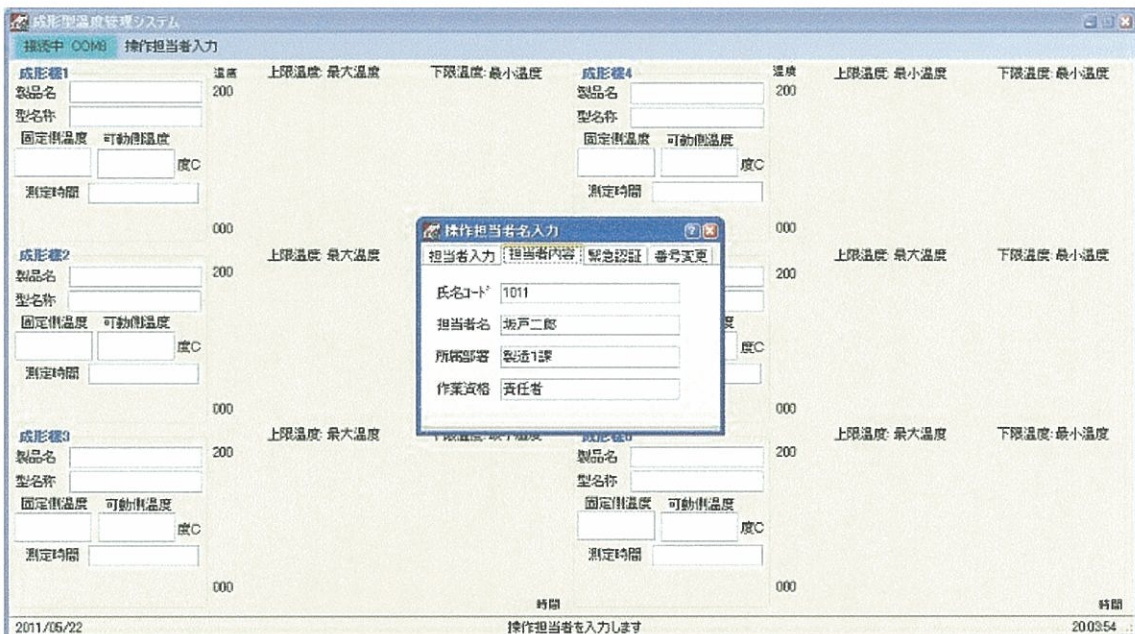 成形型温度管理システム
接続中 COM8 操作担当者入力
成形機1
製品名
型名称
固定側温度 可動側温度
度C
測定時間
温度
200
000
上限温度: 最大温度 下限温度: 最小温度
成形機4
製品名
型名称
固定側温度 可動側温度
度C
測定時間
温度
200
000
上限温度: 最小温度 下限温度: 最小温度
成形機2
製品名
型名称
固定側温度 可動側温度
度C
測定時間
200
000
上限温度: 最大温度
操作担当者名入力
担当者入力 担当者内容 緊急認証 番号変更
氏名コード 1011
担当者名 坂戸二郎
所属部署 製造1課
作業資格 責任者
度C
200
000
上限温度: 最大温度 下限温度: 最小温度
成形機3
製品名
型名称
固定側温度 可動側温度
度C
測定時間
200
000
上限温度: 最大温度
時間
製品名
型名称
固定側温度 可動側温度
度C
測定時間
200
000
上限温度: 最大温度 下限温度: 最小温度
時間
2011/05/22 操作担当者を入力します 20:03:54